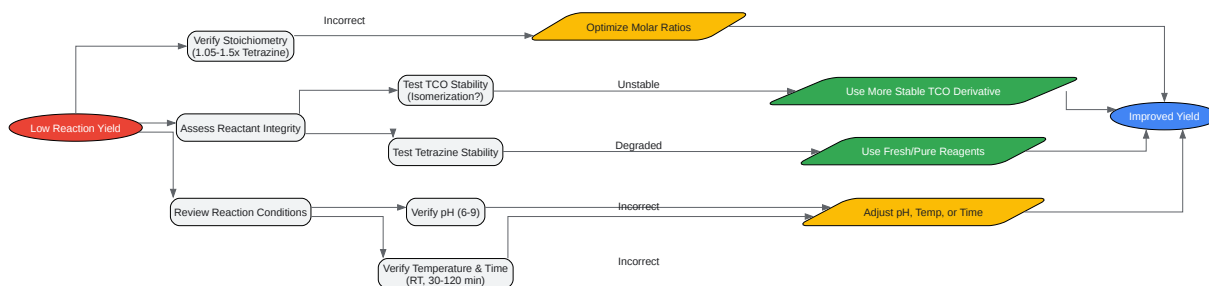 Incorrect
Optimize Molar Ratios
Verify Stoichiometry
(1.05-1.5x Tetrazine)
Test TCO Stability
(Isomerization?)
Unstable
Use More Stable TCO Derivative
Low Reaction Yield
Assess Reactant Integrity
Improved Yield
Test Tetrazine Stability
Degraded
Use Fresh/Pure Reagents
Review Reaction Conditions
Verify pH (6-9)
Incorrect
Adjust pH, Temp, or Time
Verify Temperature & Time
(RT, 30-120 min)
Incorrect